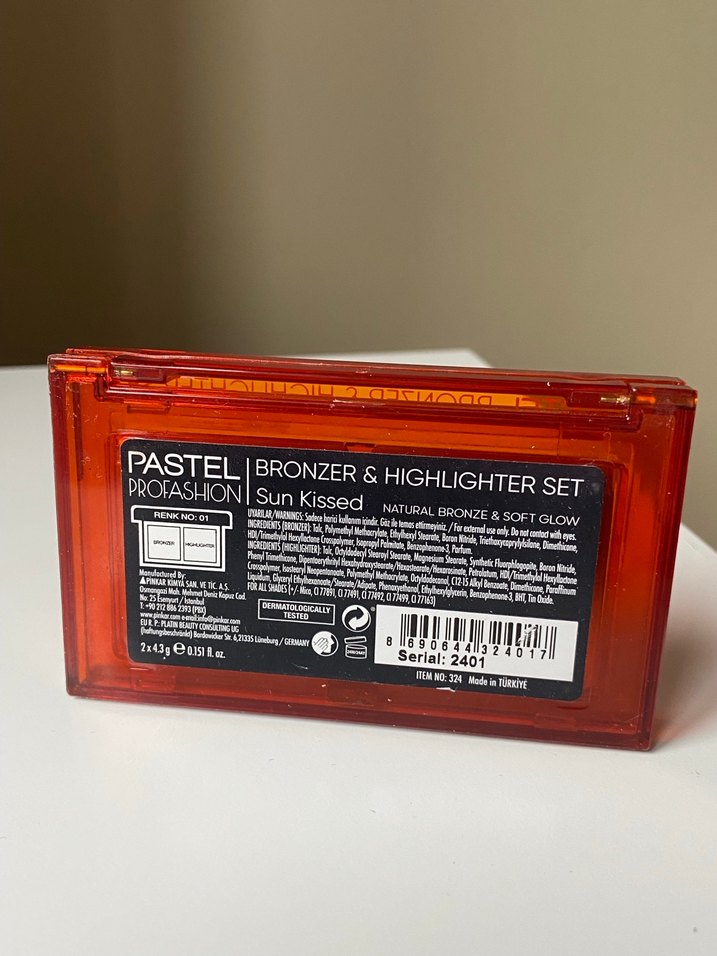 PASTEL
PROFASHION
BRONZER & HIGHLIGHTER SET
Sun Kissed
NATURAL BRONZE & SOFT GLOW
RENK NO: 01
BRONZER
HIGHLIGHTER
UYARILAR/WARNINGS: Sadece harici kullanım içindir. Göz ile temas ettirmeyiniz. / For external use only. Do not contact with eyes.
INGREDIENTS (BRONZER): Talc, Polymethyl Methacrylate, Ethylhexyl Stearate, Boron Nitride, Triethoxycaprylylsilane, Dimethicone,
HDI/Trimethylol Hexyllactone Crosspolymer, Isopropyl Palmitate, Benzophenone-3, Parfum.
INGREDIENTS (HIGHLIGHTER): Talc, Octyldodecyl Stearoyl Stearate, Magnesium Stearate, Synthetic Fluorphlogopite, Boron Nitride,
Phenyl Trimethicone, Dipentaerythrityl Hexahydroxystearate/Hexastearate/Hexarosinate, Petrolatum, HDI/Trimethylol Hexyllactone
Crosspolymer, Isostearyl Neopentanoate, Polymethyl Methacrylate, Octyldodecanol, C12-15 Alkyl Benzoate, Dimethicone, Paraffinum
Liquidum, Glyceryl Ethylhexanoate/Stearate/Adipate, Phenoxyethanol, Ethylhexylglycerin, Benzophenone-3, BHT, Tin Oxide.
FOR ALL SHADES (+/- Mica, CI 77891, CI 77491, CI 77492, CI 77499, CI 77163)
Manufactured By:
PINKAR KİMYA SAN. VE TİC. A.Ş.
Osmangazi Mah. Mehmet Deniz Kopuz Cad.
No: 25 Esenyurt / Istanbul
T: +90 212 886 2393 (PBX)
www.pinkar.com e-mail:info@pinkar.com
EU R. P.: PLATIN BEAUTY CONSULTING UG
(haftungsbeschränkt) Bardowicker Str. 6,21335 Lüneburg / GERMANY
2 x 4.3 g e 0.151 fl. oz.
DERMATOLOGICALLY
TESTED
8 690644 324017
Serial: 2401
ITEM NO: 324 Made in TÜRKİYE